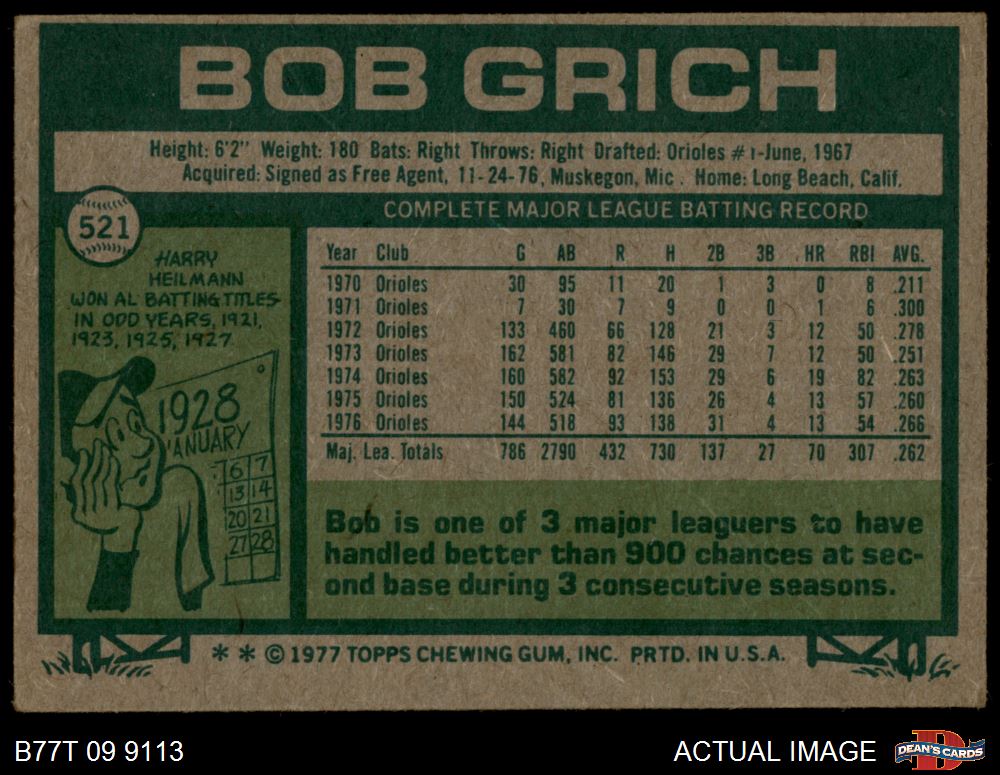 BOB GRICH
Height: 6'2" Weight: 180 Bats: Right Throws: Right Drafted: Orioles #1-June, 1967
Acquired: Signed as Free Agent, 11-24-76, Muskegon, Mic . Home: Long Beach, Calif.
521
COMPLETE MAJOR LEAGUE BATTING RECORD
HARRY
HEILMANN
WON AL BATTING TITLES
IN ODD YEARS, 1921,
1923, 1925, 1927
1928
JANUARY
6 7
13 14
20 21
27 28
Year Club G AB R H 2B 3B HR RBI AVG.
1970 Orioles 30 95 11 20 1 3 0 8 .211
1971 Orioles 7 30 7 9 0 0 1 6 .300
1972 Orioles 133 460 66 128 21 3 12 50 .278
1973 Orioles 162 581 82 146 29 7 12 50 .251
1974 Orioles 160 582 92 153 29 6 19 82 .263
1975 Orioles 150 524 81 136 26 4 13 57 .260
1976 Orioles 144 518 93 138 31 4 13 54 .266
Maj. Lea. Totals 786 2790 432 730 137 27 70 307 .262
Bob is one of 3 major leaguers to have
handled better than 900 chances at sec-
ond base during 3 consecutive seasons.
* * © 1977 TOPPS CHEWING GUM, INC. PRTD. IN U.S.A.
B77T 09 9113
ACTUAL IMAGE
DEAN'S CARDS